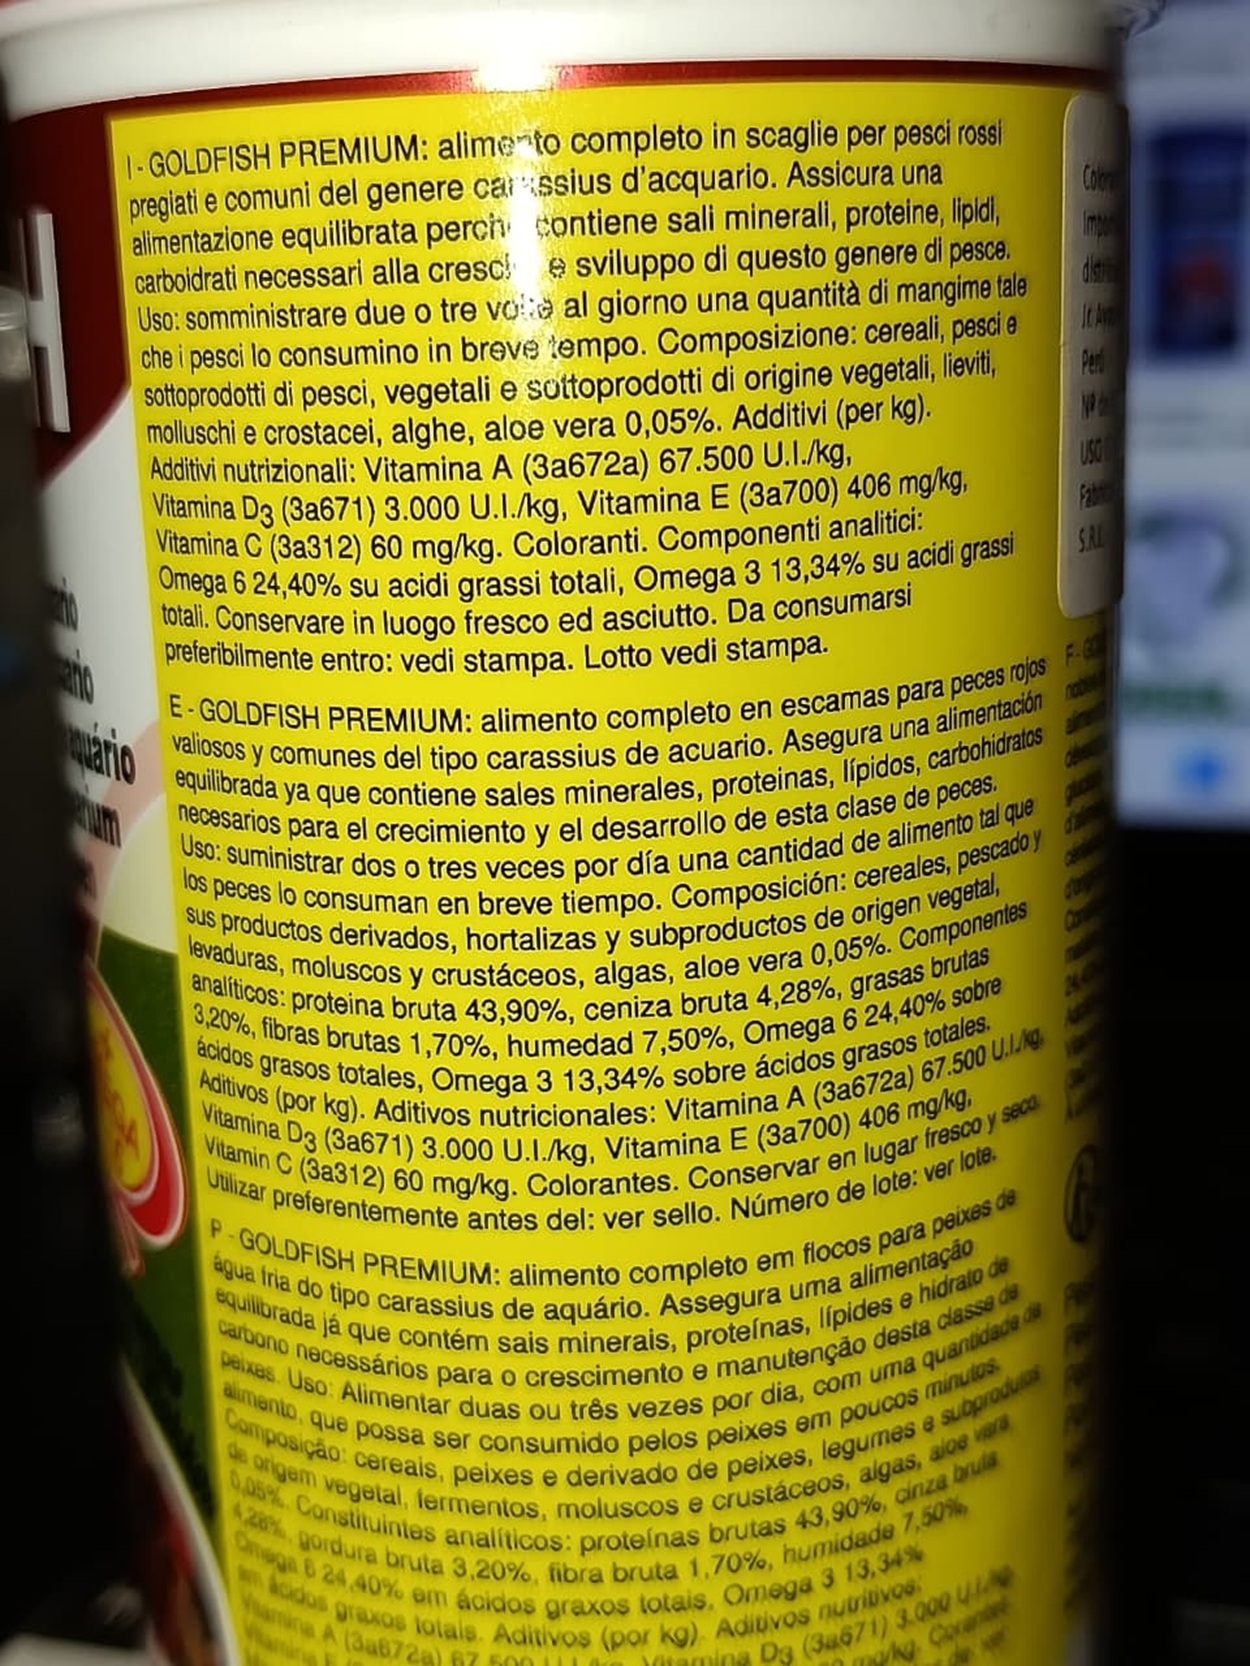 I - GOLDFISH PREMIUM: alimento completo in scaglie per pesci rossi
pregiati e comuni del genere carassius d'acquario. Assicura una
alimentazione equilibrata perch contiene sali minerali, proteine, lipidi,
carboidrati necessari alla e sviluppo di questo genere di pesce.
Uso: somministrare due o tre volte al giorno una quantità di mangime tale
che i pesci lo consumino in breve tempo. Composizione: cereali, pesci e
sottoprodotti di pesci, vegetali e sottoprodotti di origine vegetali, lieviti,
molluschi e crostacei, alghe, aloe vera 0,05%. Additivi (per kg).
Additivi nutrizionali: Vitamina A (3a672a) 67.500 U.I./kg,
Vitamina D3 (3a671) 3.000 U.I./kg, Vitamina E (3a700) 406 mg/kg,
Vitamina C (3a312) 60 mg/kg. Coloranti. Componenti analitici:
Omega 6 24,40% su acidi grassi totali, Omega 3 13,34% su acidi grassi
totali. Conservare in luogo fresco ed asciutto. Da consumarsi
preferibilmente entro: vedi stampa. Lotto vedi stampa.
E - GOLDFISH PREMIUM: alimento completo en escamas para peces rojos
valiosos y comunes del tipo carassius de acuario. Asegura una alimentación
equilibrada ya que contiene sales minerales, proteinas, lípidos, carbohidratos
necesarios para el crecimiento y el desarrollo de esta clase de peces.
Uso: suministrar dos o tres veces por día una cantidad de alimento tal que
los peces lo consuman en breve tiempo. Composición: cereales, pescado y
sus productos derivados, hortalizas y subproductos de origen vegetal,
levaduras, moluscos y crustáceos, algas, aloe vera 0,05%. Componentes
analíticos: proteina bruta 43,90%, ceniza bruta 4,28%, grasas brutas
3,20%, fibras brutas 1,70%, humedad 7,50%, Omega 6 24,40% sobre
ácidos grasos totales, Omega 3 13,34% sobre ácidos grasos totales.
Aditivos (por kg). Aditivos nutricionales: Vitamina A (3a672a) 67.500 U.I./kg,
Vitamina D3 (3a671) 3.000 U.I./kg, Vitamina E (3a700) 406 mg/kg,
Vitamin C (3a312) 60 mg/kg. Colorantes. Conservar en lugar fresco y seco.
Utilizar preferentemente antes del: ver sello. Número de lote: ver lote.
P - GOLDFISH PREMIUM: alimento completo em flocos para peixes de
água fria do tipo carassius de aquário. Assegura uma alimentação
equilibrada já que contém sais minerais, proteínas, lípides e hidrato de
carbono necessários para o crescimento e manutenção desta classe de
peixes. Uso: Alimentar duas ou três vezes por dia, com uma quantidade de
alimento, que possa ser consumido pelos peixes em poucos minutos.
Composição: cereais, peixes e derivado de peixes, legumes e subprodutos
de origem vegetal, fermentos, moluscos e crustáceos, algas, aloe vera
0,05%. Constituintes analíticos: proteínas brutas 43,90%, cinza bruta
4,28%, gordura bruta 3,20%, fibra bruta 1,70%, humidade 7,50%,
Omega 6 24,40% em ácidos graxos totais, Omega 3 13,34%
em ácidos graxos totais. Aditivos (por kg). Aditivos nutritivos:
Vitamina A (3a672a) 67.500 Vitamina D3 (3a671) 3.000 U.I./kg
mg/kg.
H
quário
S.R.L.